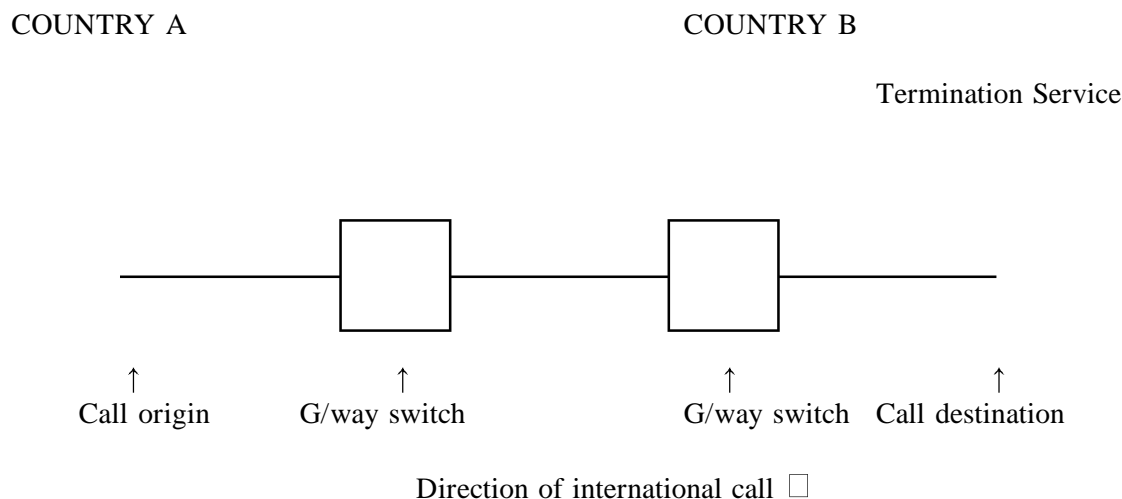 COUNTRY A COUNTRY B
Termination Service
↑ ↑ ↑ ↑
Call origin G/way switch G/way switch Call destination
Direction of international call □